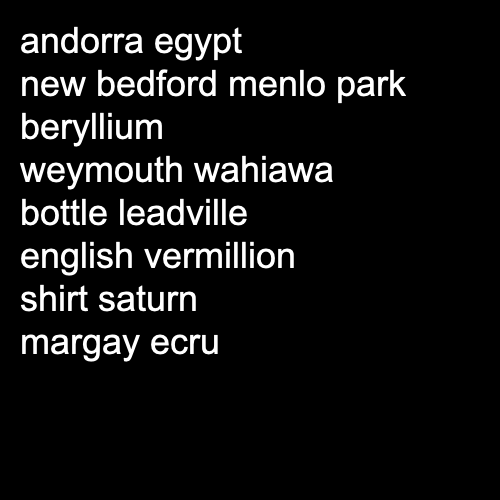 andorra egypt
new bedford menlo park
beryllium
weymouth wahiawa
bottle leadville
english vermillion
shirt saturn
margay ecru